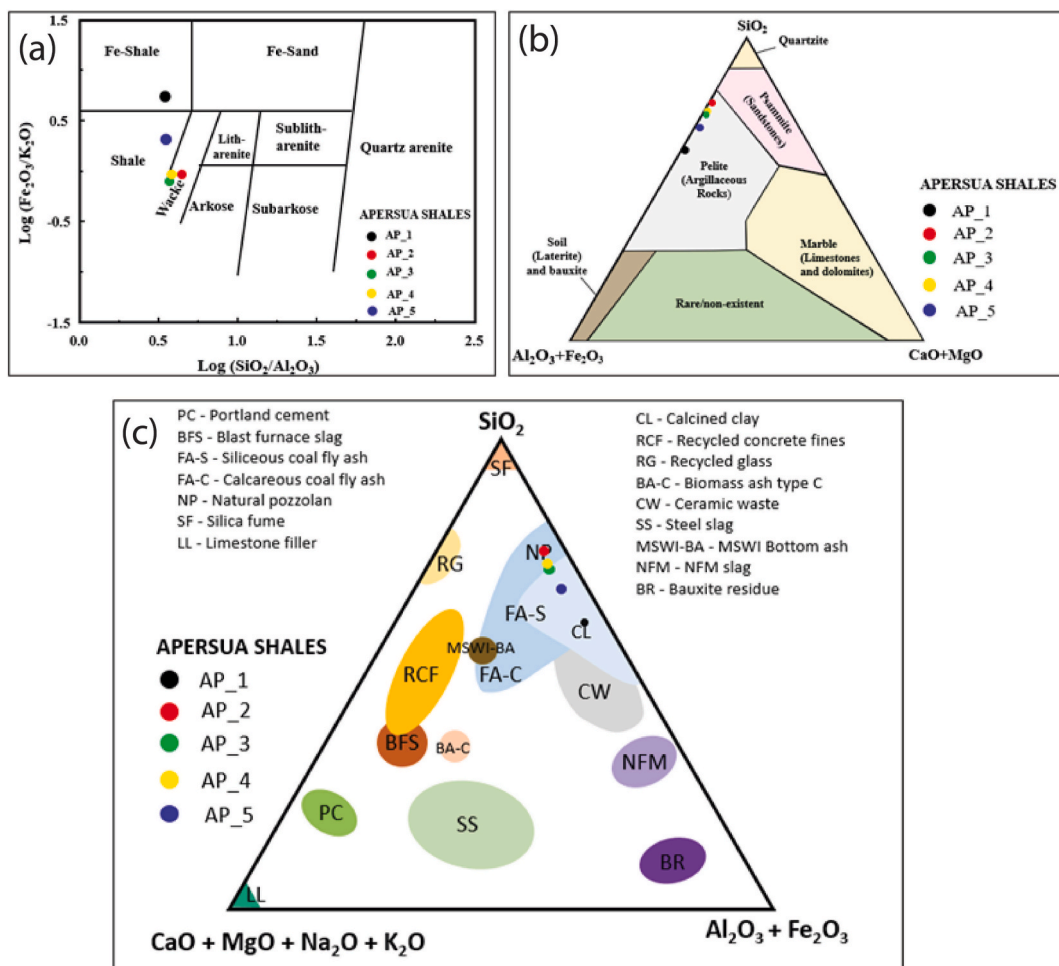 (a)
Fe-Shale
Fe-Sand
Shale
Wacke
Lith-
arenite
Sublith-
arenite
Quartz arenite
Arkose
Subarkose
APERSUA SHALES
AP_1
AP_2
AP_3
AP_4
AP_5
1.5
0.5
-0.5
-1.5
Log (Fe₂O₃/K₂O)
0.0
0.5
1.0
1.5
2.0
2.5
Log (SiO₂/Al₂O₃)
(b)
SiO₂
Quartzite
Psammite
(Sandstones)
Pelite
(Argillaceous
Rocks)
Soil
(Laterite)
and bauxite
Marble
(Limestones
and dolomites)
Rare/non-existent
Al₂O₃+Fe₂O₃
CaO+MgO
APERSUA SHALES
AP_1
AP_2
AP_3
AP_4
AP_5
(c)
PC - Portland cement
BFS - Blast furnace slag
FA-S - Siliceous coal fly ash
FA-C - Calcareous coal fly ash
NP - Natural pozzolan
SF - Silica fume
LL - Limestone filler
CL - Calcined clay
RCF - Recycled concrete fines
RG - Recycled glass
BA-C - Biomass ash type C
CW - Ceramic waste
SS - Steel slag
MSWI-BA - MSWI Bottom ash
NFM - NFM slag
BR - Bauxite residue
SiO₂
SF
NP
RG
FA-S
CL
MSWI-BA
FA-C
RCF
CW
BFS
BA-C
NFM
PC
SS
BR
LL
APERSUA SHALES
AP_1
AP_2
AP_3
AP_4
AP_5
CaO + MgO + Na₂O + K₂O
Al₂O₃ + Fe₂O₃